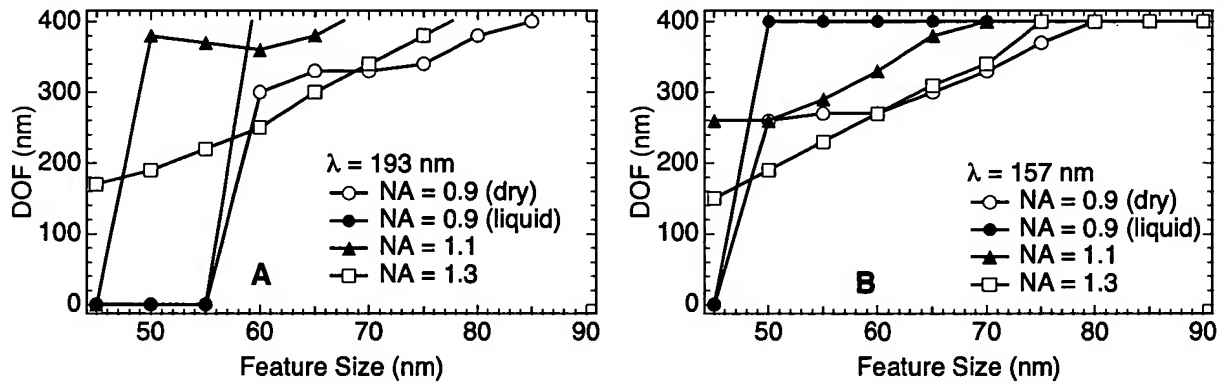 DOF (nm)
400
300
200
100
0
λ = 193 nm
NA = 0.9 (dry)
NA = 0.9 (liquid)
NA = 1.1
NA = 1.3
A
50 60 70 80 90
Feature Size (nm)
DOF (nm)
400
300
200
100
0
λ = 157 nm
NA = 0.9 (dry)
NA = 0.9 (liquid)
NA = 1.1
NA = 1.3
B
50 60 70 80 90
Feature Size (nm)